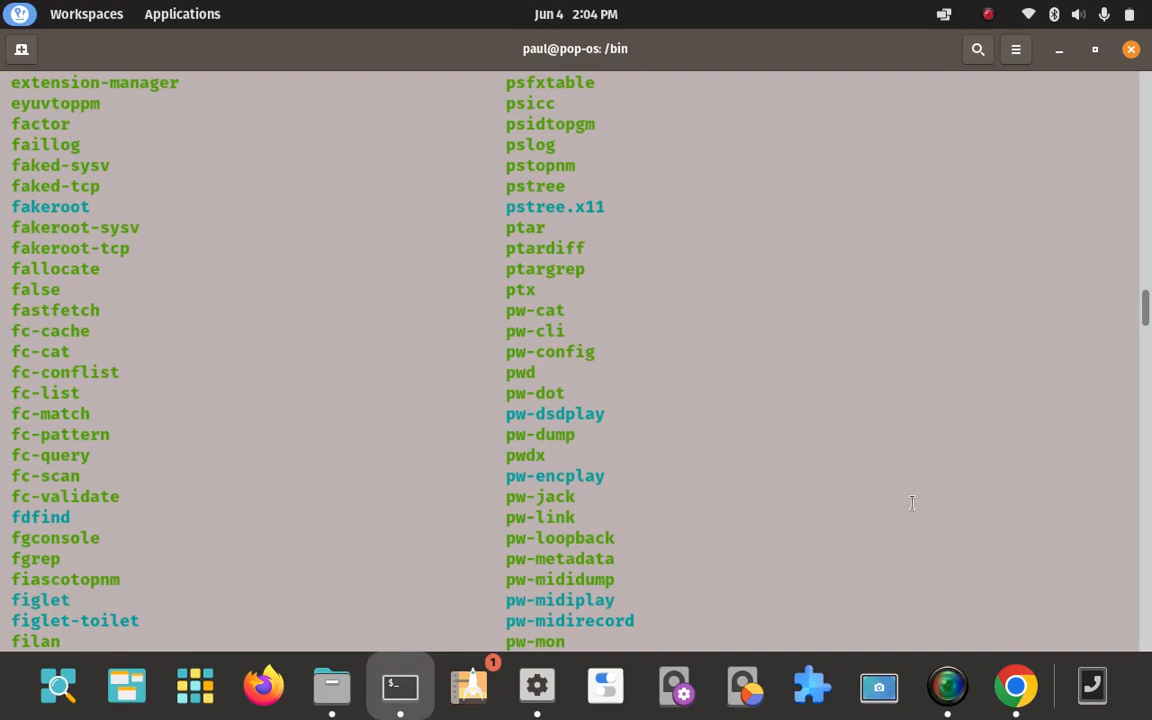 Workspaces
Applications
Jun 4 2:04 PM
paul@pop-os: /bin
extension-manager
eyuvtoppm
factor
faillog
faked-sysv
faked-tcp
fakeroot
fakeroot-sysv
fakeroot-tcp
fallocate
false
fastfetch
fc-cache
fc-cat
fc-conflist
fc-list
fc-match
fc-pattern
fc-query
fc-scan
fc-validate
fdfind
fgconsole
fgrep
fiascotopnm
figlet
figlet-toilet
filan
psfxtable
psicc
psidtopgm
pslog
pstopnm
pstree
pstree.x11
ptar
ptardiff
ptargrep
ptx
pw-cat
pw-cli
pw-config
pwd
pw-dot
pw-dsdplay
pw-dump
pwdx
pw-encplay
pw-jack
pw-link
pw-loopback
pw-metadata
pw-mididump
pw-midiplay
pw-midirecord
pw-mon
$_
1